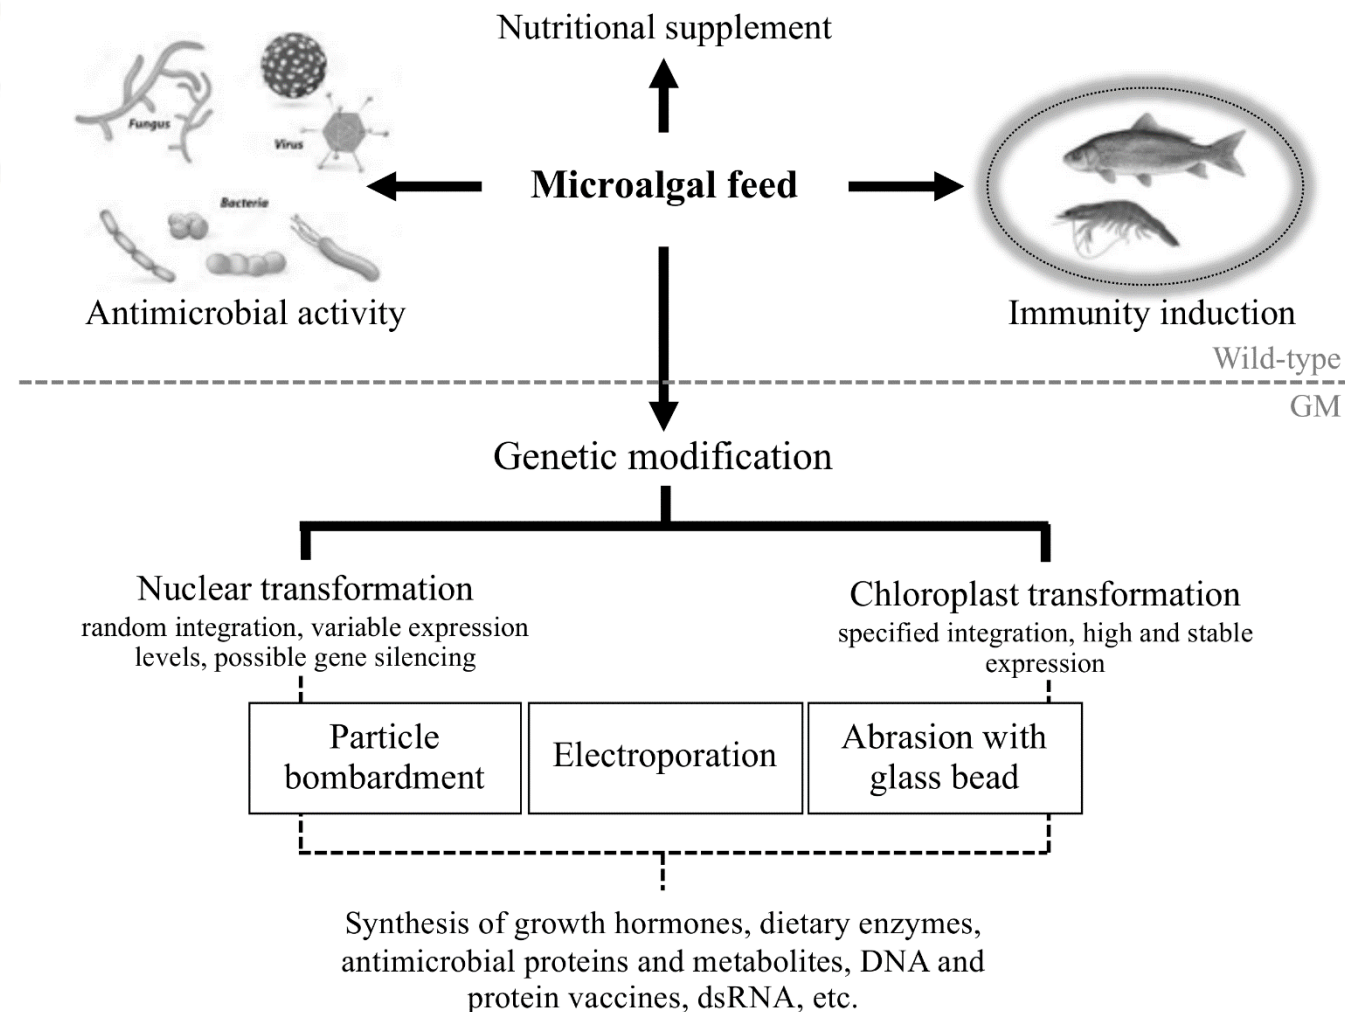 Nutritional supplement
Fungus
Virus
Microalgal feed
Bacteria
Antimicrobial activity
Immunity induction
Wild-type
GM
Genetic modification
Nuclear transformation
random integration, variable expression
levels, possible gene silencing
Chloroplast transformation
specified integration, high and stable
expression
Particle
bombardment
Electroporation
Abrasion with
glass bead
Synthesis of growth hormones, dietary enzymes,
antimicrobial proteins and metabolites, DNA and
protein vaccines, dsRNA, etc.